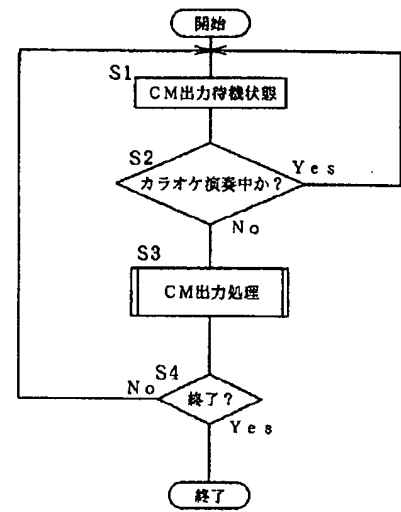 開始
S1
CM出力待機状態
S2
カラオケ演奏中か?
Yes
No
S3
CM出力処理
S4
No
終了?
Yes
終了